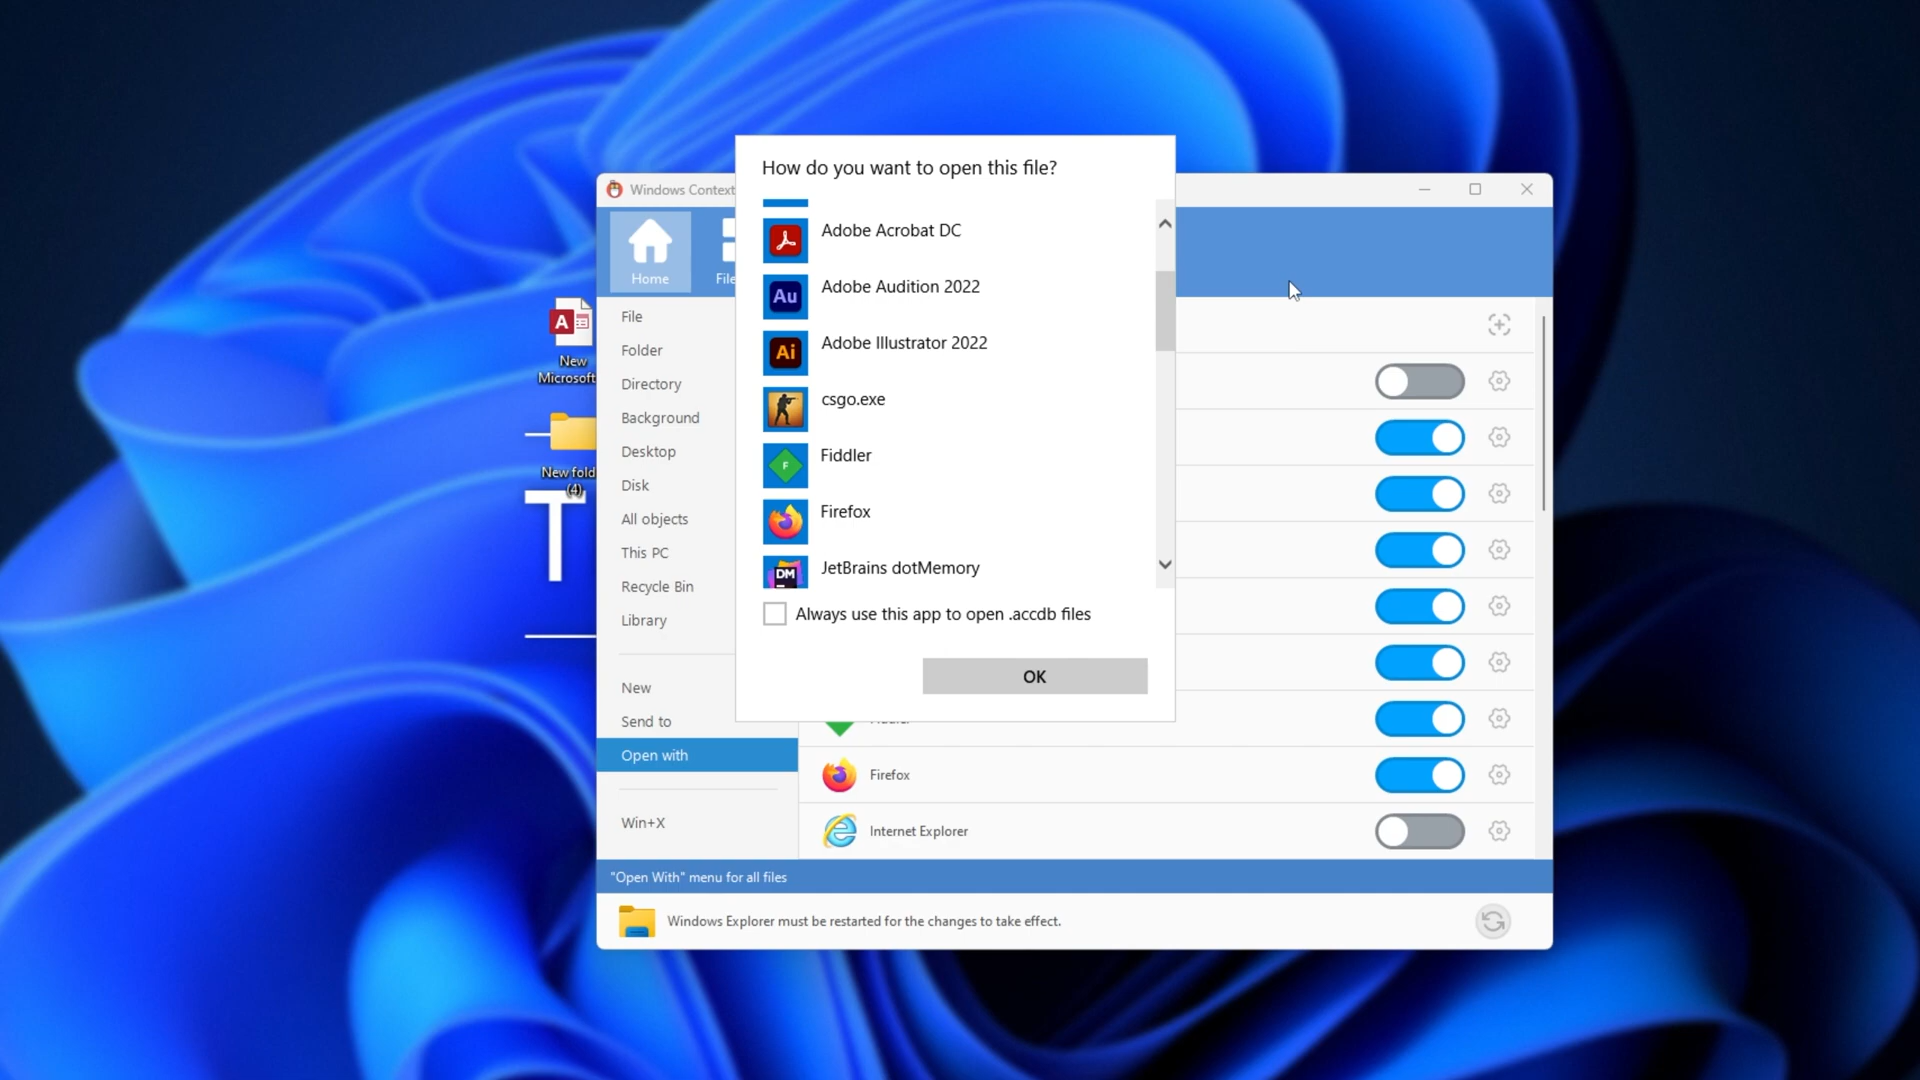 How do you want to open this file?
Adobe Acrobat DC
Au
Adobe Audition 2022
Ai
Adobe Illustrator 2022
csgo.exe
F
Fiddler
Firefox
DM
JetBrains dotMemory
Always use this app to open .accdb files
OK
Windows Context
Home
File
File
Folder
Directory
Background
Desktop
Disk
All objects
This PC
Recycle Bin
Library
New
Send to
Open with
Win+X
Firefox
Internet Explorer
"Open With" menu for all files
Windows Explorer must be restarted for the changes to take effect.
A
New
Microsoft
New fold
(4)
T